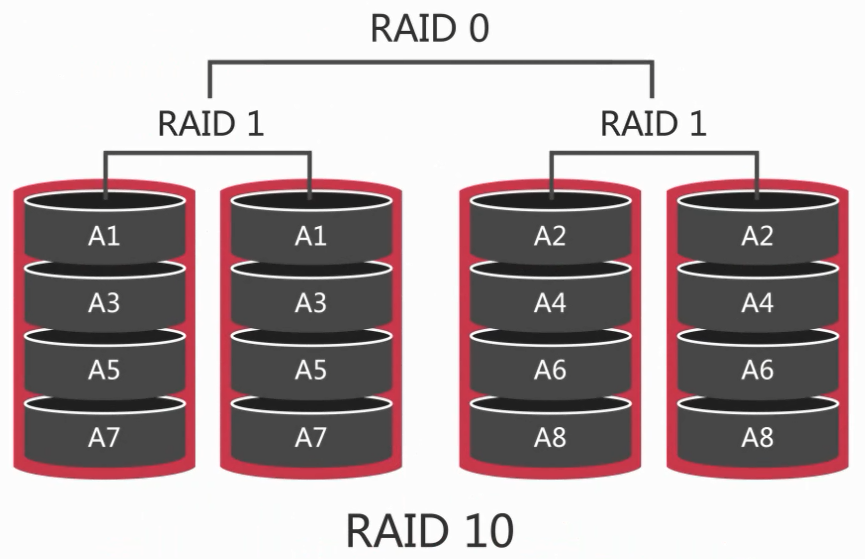 RAID 0
RAID 1 RAID 1
A1 A1 A2 A2
A3 A3 A4 A4
A5 A5 A6 A6
A7 A7 A8 A8
RAID 10